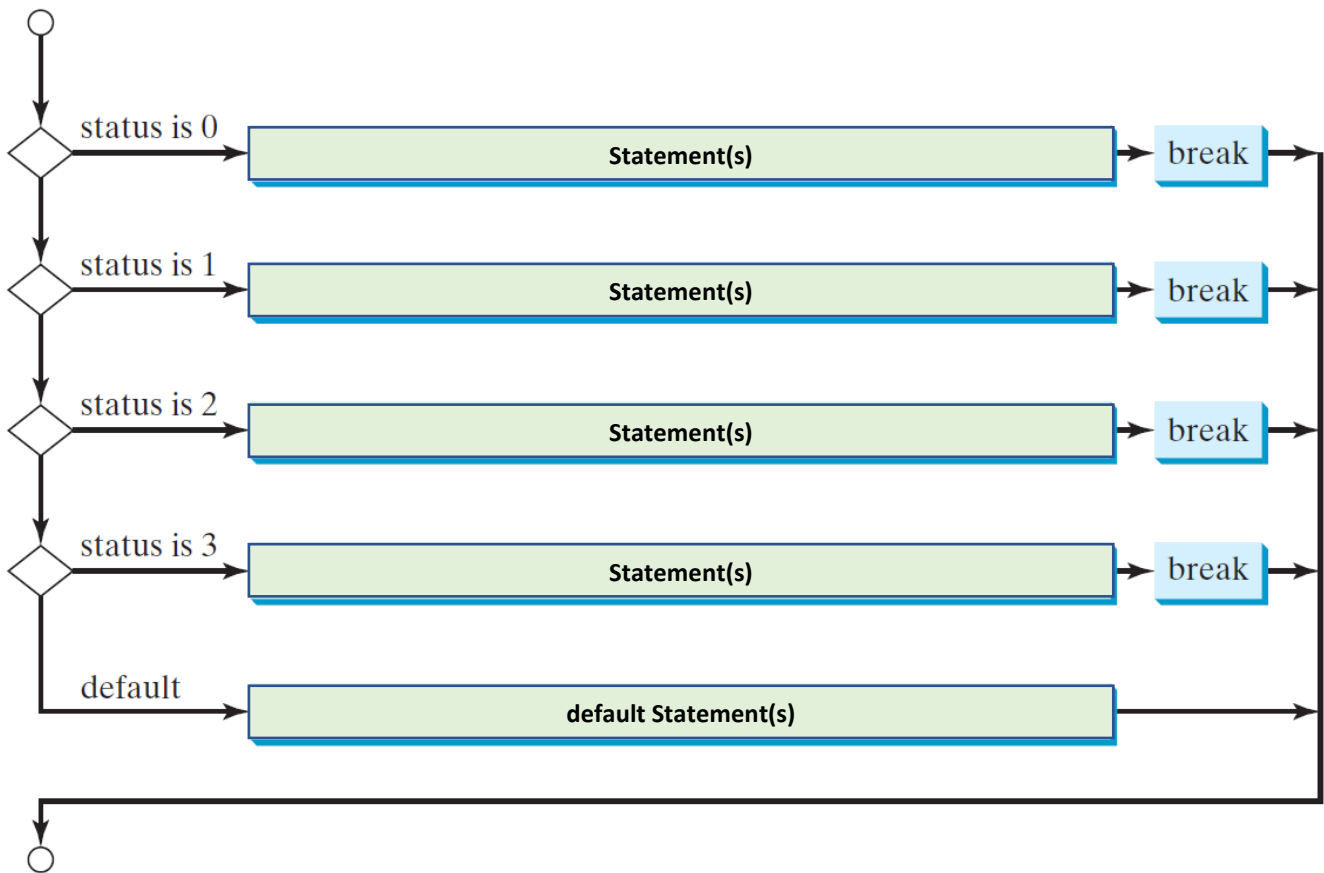 status is 0
Statement(s)
break
status is 1
Statement(s)
break
status is 2
Statement(s)
break
status is 3
Statement(s)
break
default
default Statement(s)